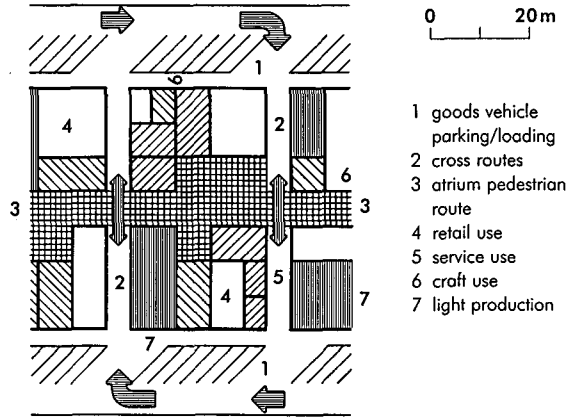 0 20 m
1
6
4
2
6
3
3
2
4
5
7
7
1
1 goods vehicle
parking/loading
2 cross routes
3 atrium pedestrian
route
4 retail use
5 service use
6 craft use
7 light production